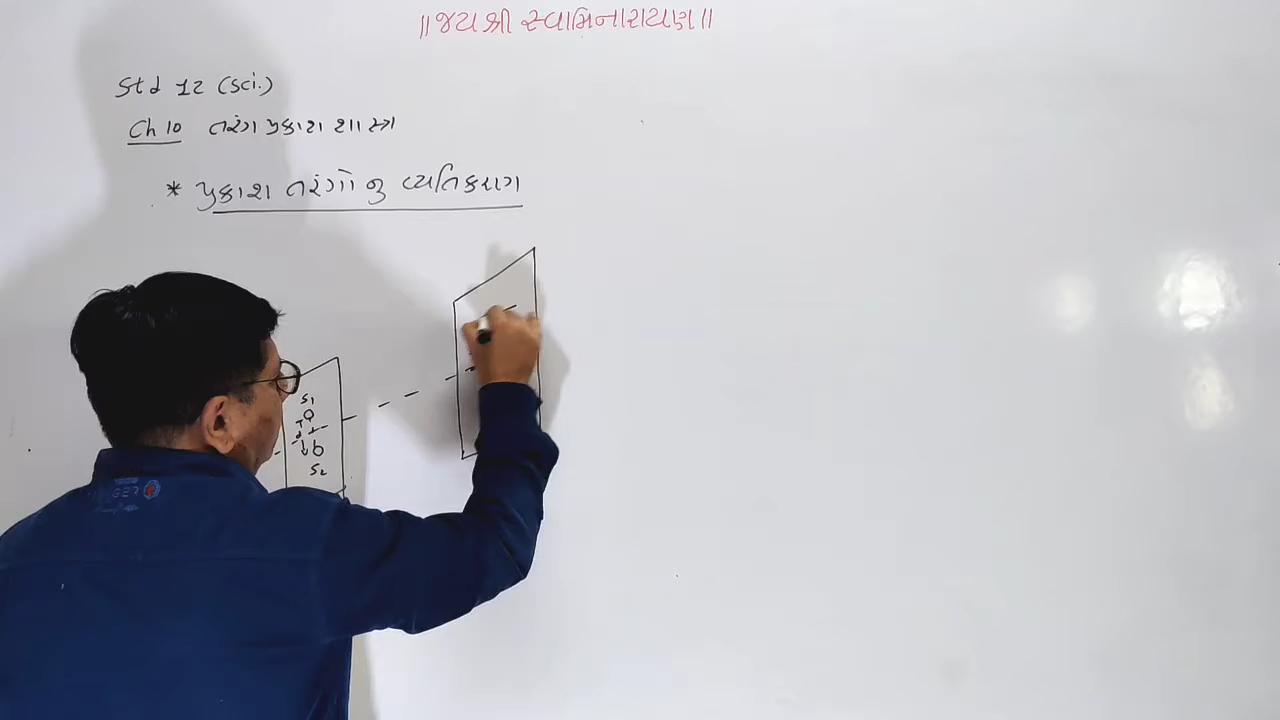 ॥જય શ્રી સ્વામિનારાયણ॥
Std 12 (Sci.)
Ch 10 તરંગ પ્રકાશ શાસ્ત્ર
* પ્રકાશ તરંગોનું વ્યતિકરણ
S₁
d
S₂